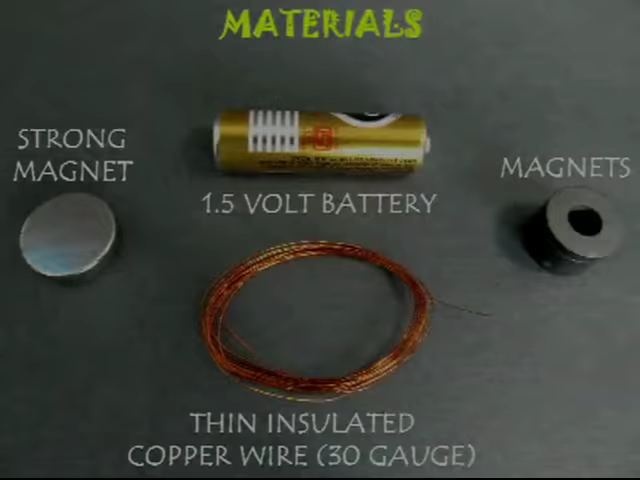 MATERIALS
STRONG
MAGNET
1.5 VOLT BATTERY
MAGNETS
THIN INSULATED
COPPER WIRE (30 GAUGE)